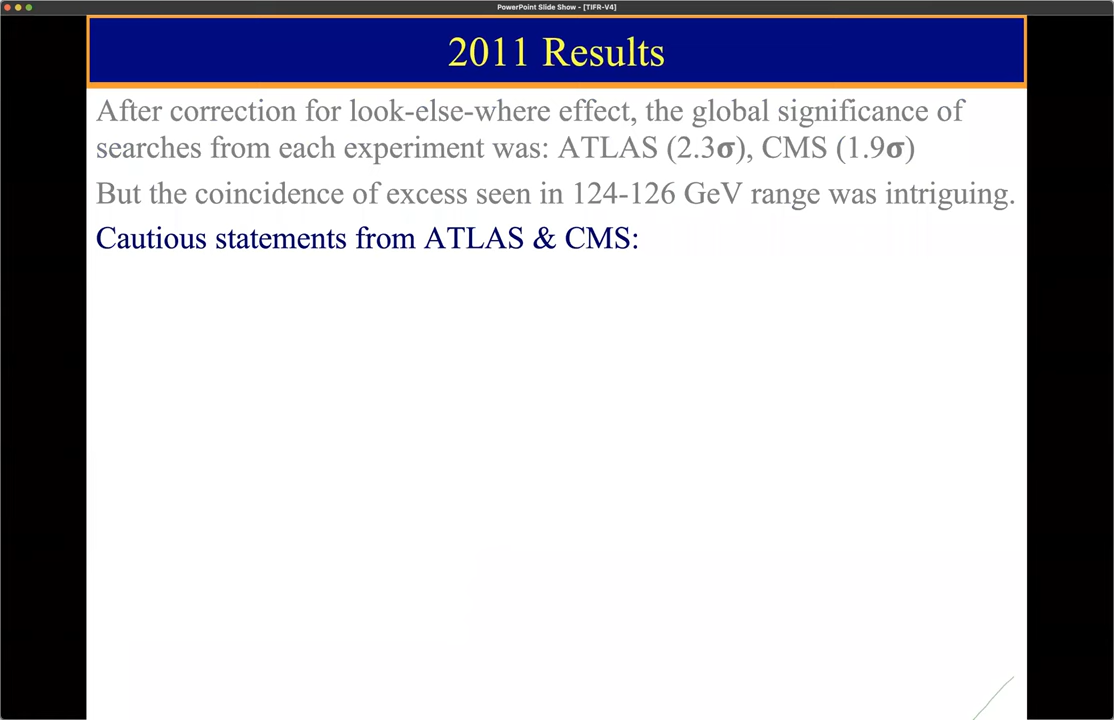 PowerPoint Slide Show - [TIFR-V4]
2011 Results
After correction for look-else-where effect, the global significance of
searches from each experiment was: ATLAS (2.3σ), CMS (1.9σ)
But the coincidence of excess seen in 124-126 GeV range was intriguing.
Cautious statements from ATLAS & CMS: